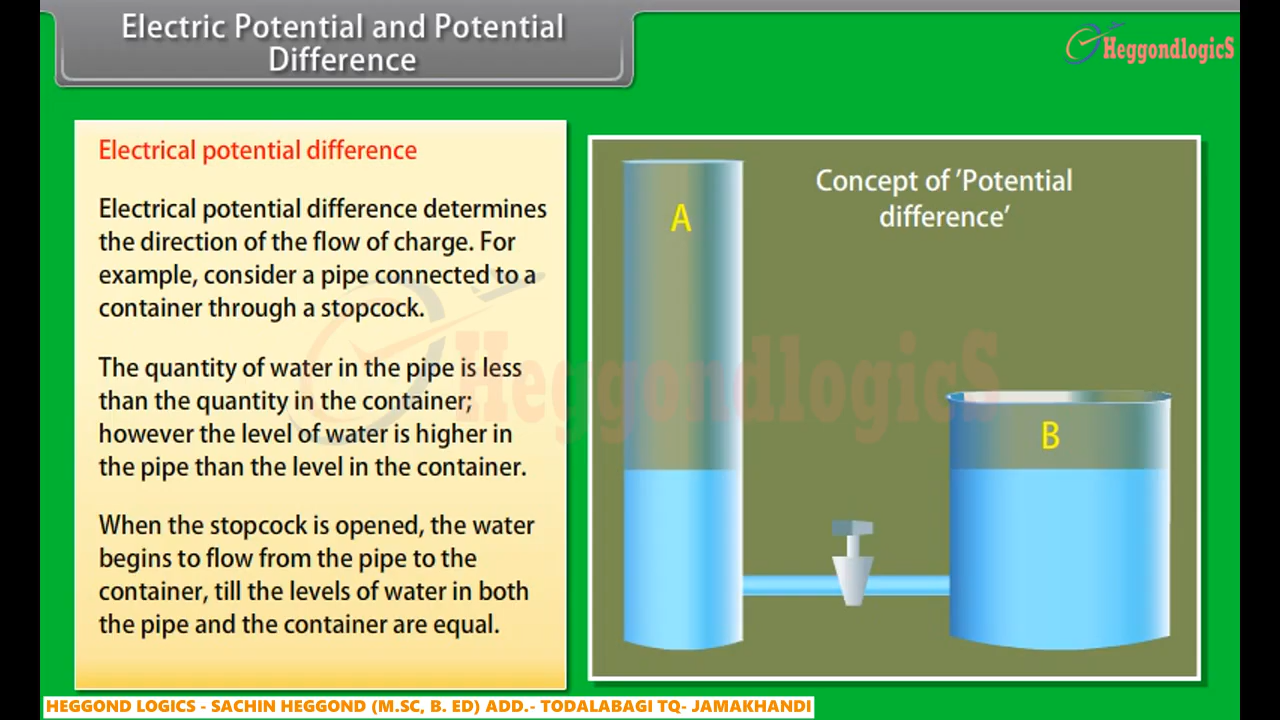 Electric Potential and Potential
Difference
HeggondlogicS
Electrical potential difference
Electrical potential difference determines
the direction of the flow of charge. For
example, consider a pipe connected to a
container through a stopcock.
The quantity of water in the pipe is less
than the quantity in the container;
however the level of water is higher in
the pipe than the level in the container.
When the stopcock is opened, the water
begins to flow from the pipe to the
container, till the levels of water in both
the pipe and the container are equal.
Concept of ‘Potential
difference’
A
B
HeggondlogicS
HEGGOND LOGICS - SACHIN HEGGOND (M.SC, B. ED) ADD.- TODALABAGI TQ- JAMAKHANDI